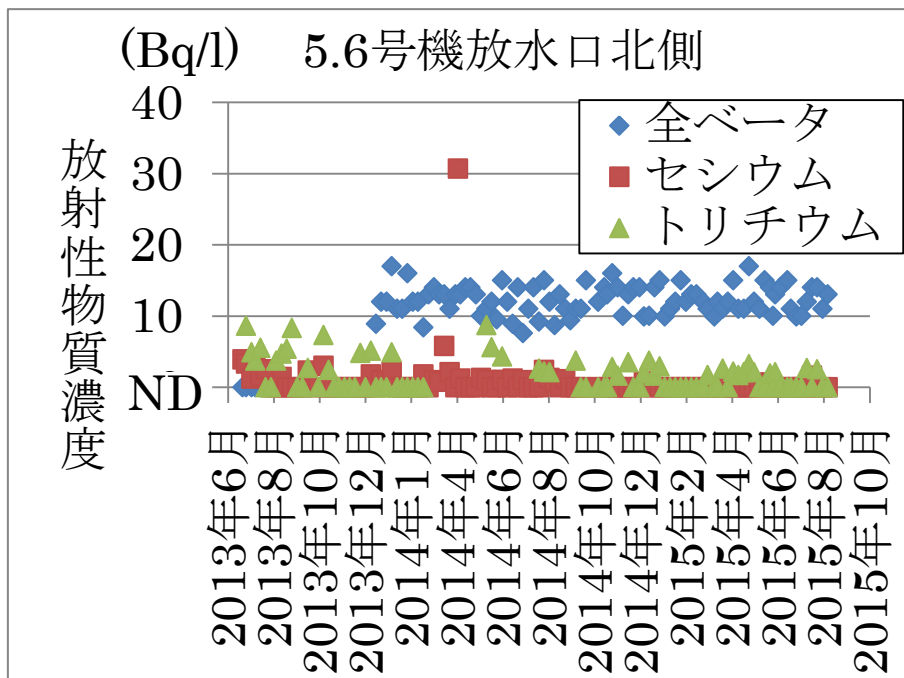 (Bq/l) 5.6号機放水口北側
放射性物質濃度
40
30
20
10
ND
全ベータ
セシウム
トリチウム
2013年6月
2013年8月
2013年10月
2013年12月
2014年1月
2014年4月
2014年6月
2014年8月
2014年10月
2014年12月
2015年2月
2015年4月
2015年6月
2015年8月
2015年10月